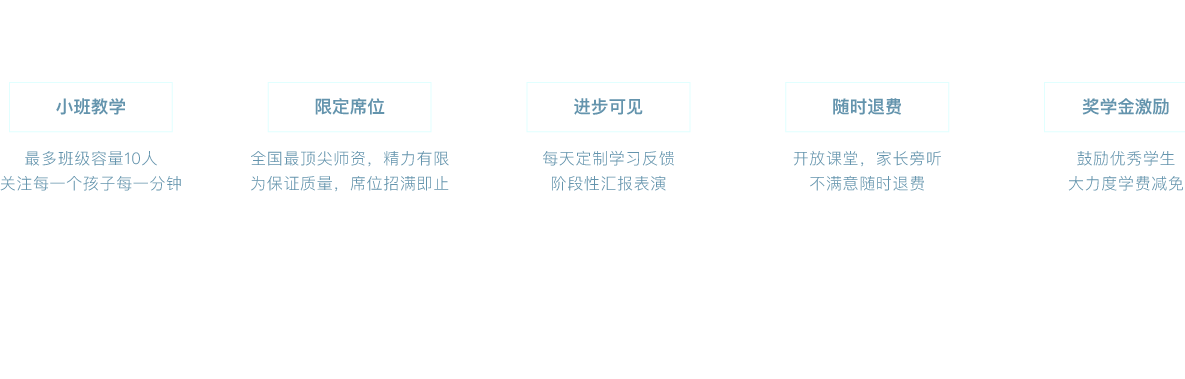 小班教学
最多班级容量10人
关注每一个孩子每一分钟
限定席位
全国最顶尖师资，精力有限
为保证质量，席位招满即止
进步可见
每天定制学习反馈
阶段性汇报表演
随时退费
开放课堂，家长旁听
不满意随时退费
奖学金激励
鼓励优秀学生
大力度学费减免